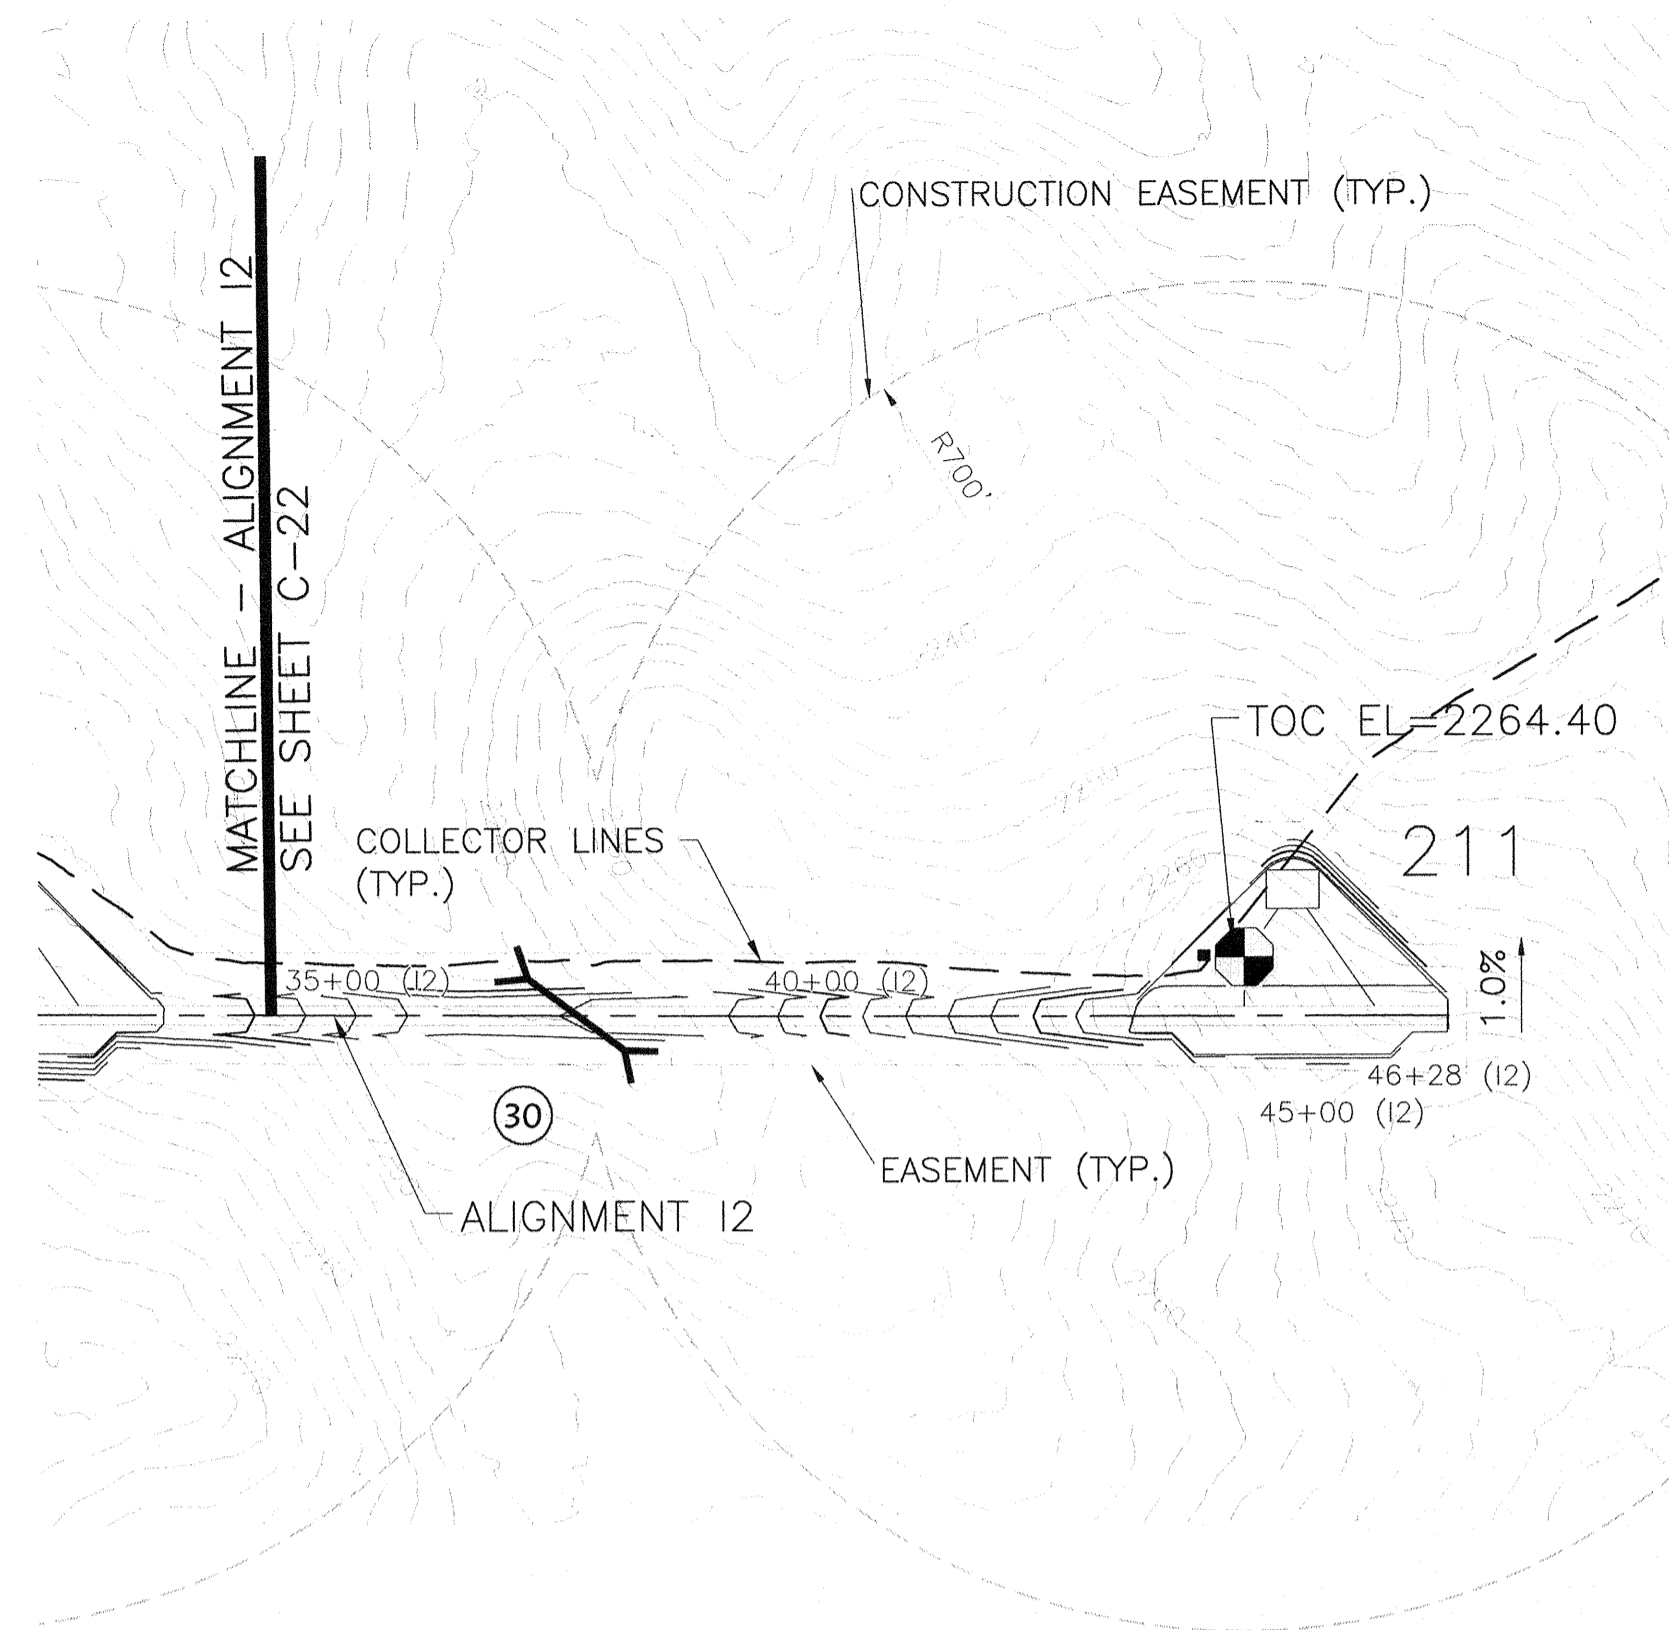 CONSTRUCTION EASEMENT (TYP.)
MATCHLINE – ALIGNMENT I2
SEE SHEET C–22
R700'
2240
TOC EL=2264.40
211
COLLECTOR LINES
(TYP.)
35+00 (I2)
40+00 (I2)
1.0%
46+28 (I2)
45+00 (I2)
30
EASEMENT (TYP.)
ALIGNMENT I2